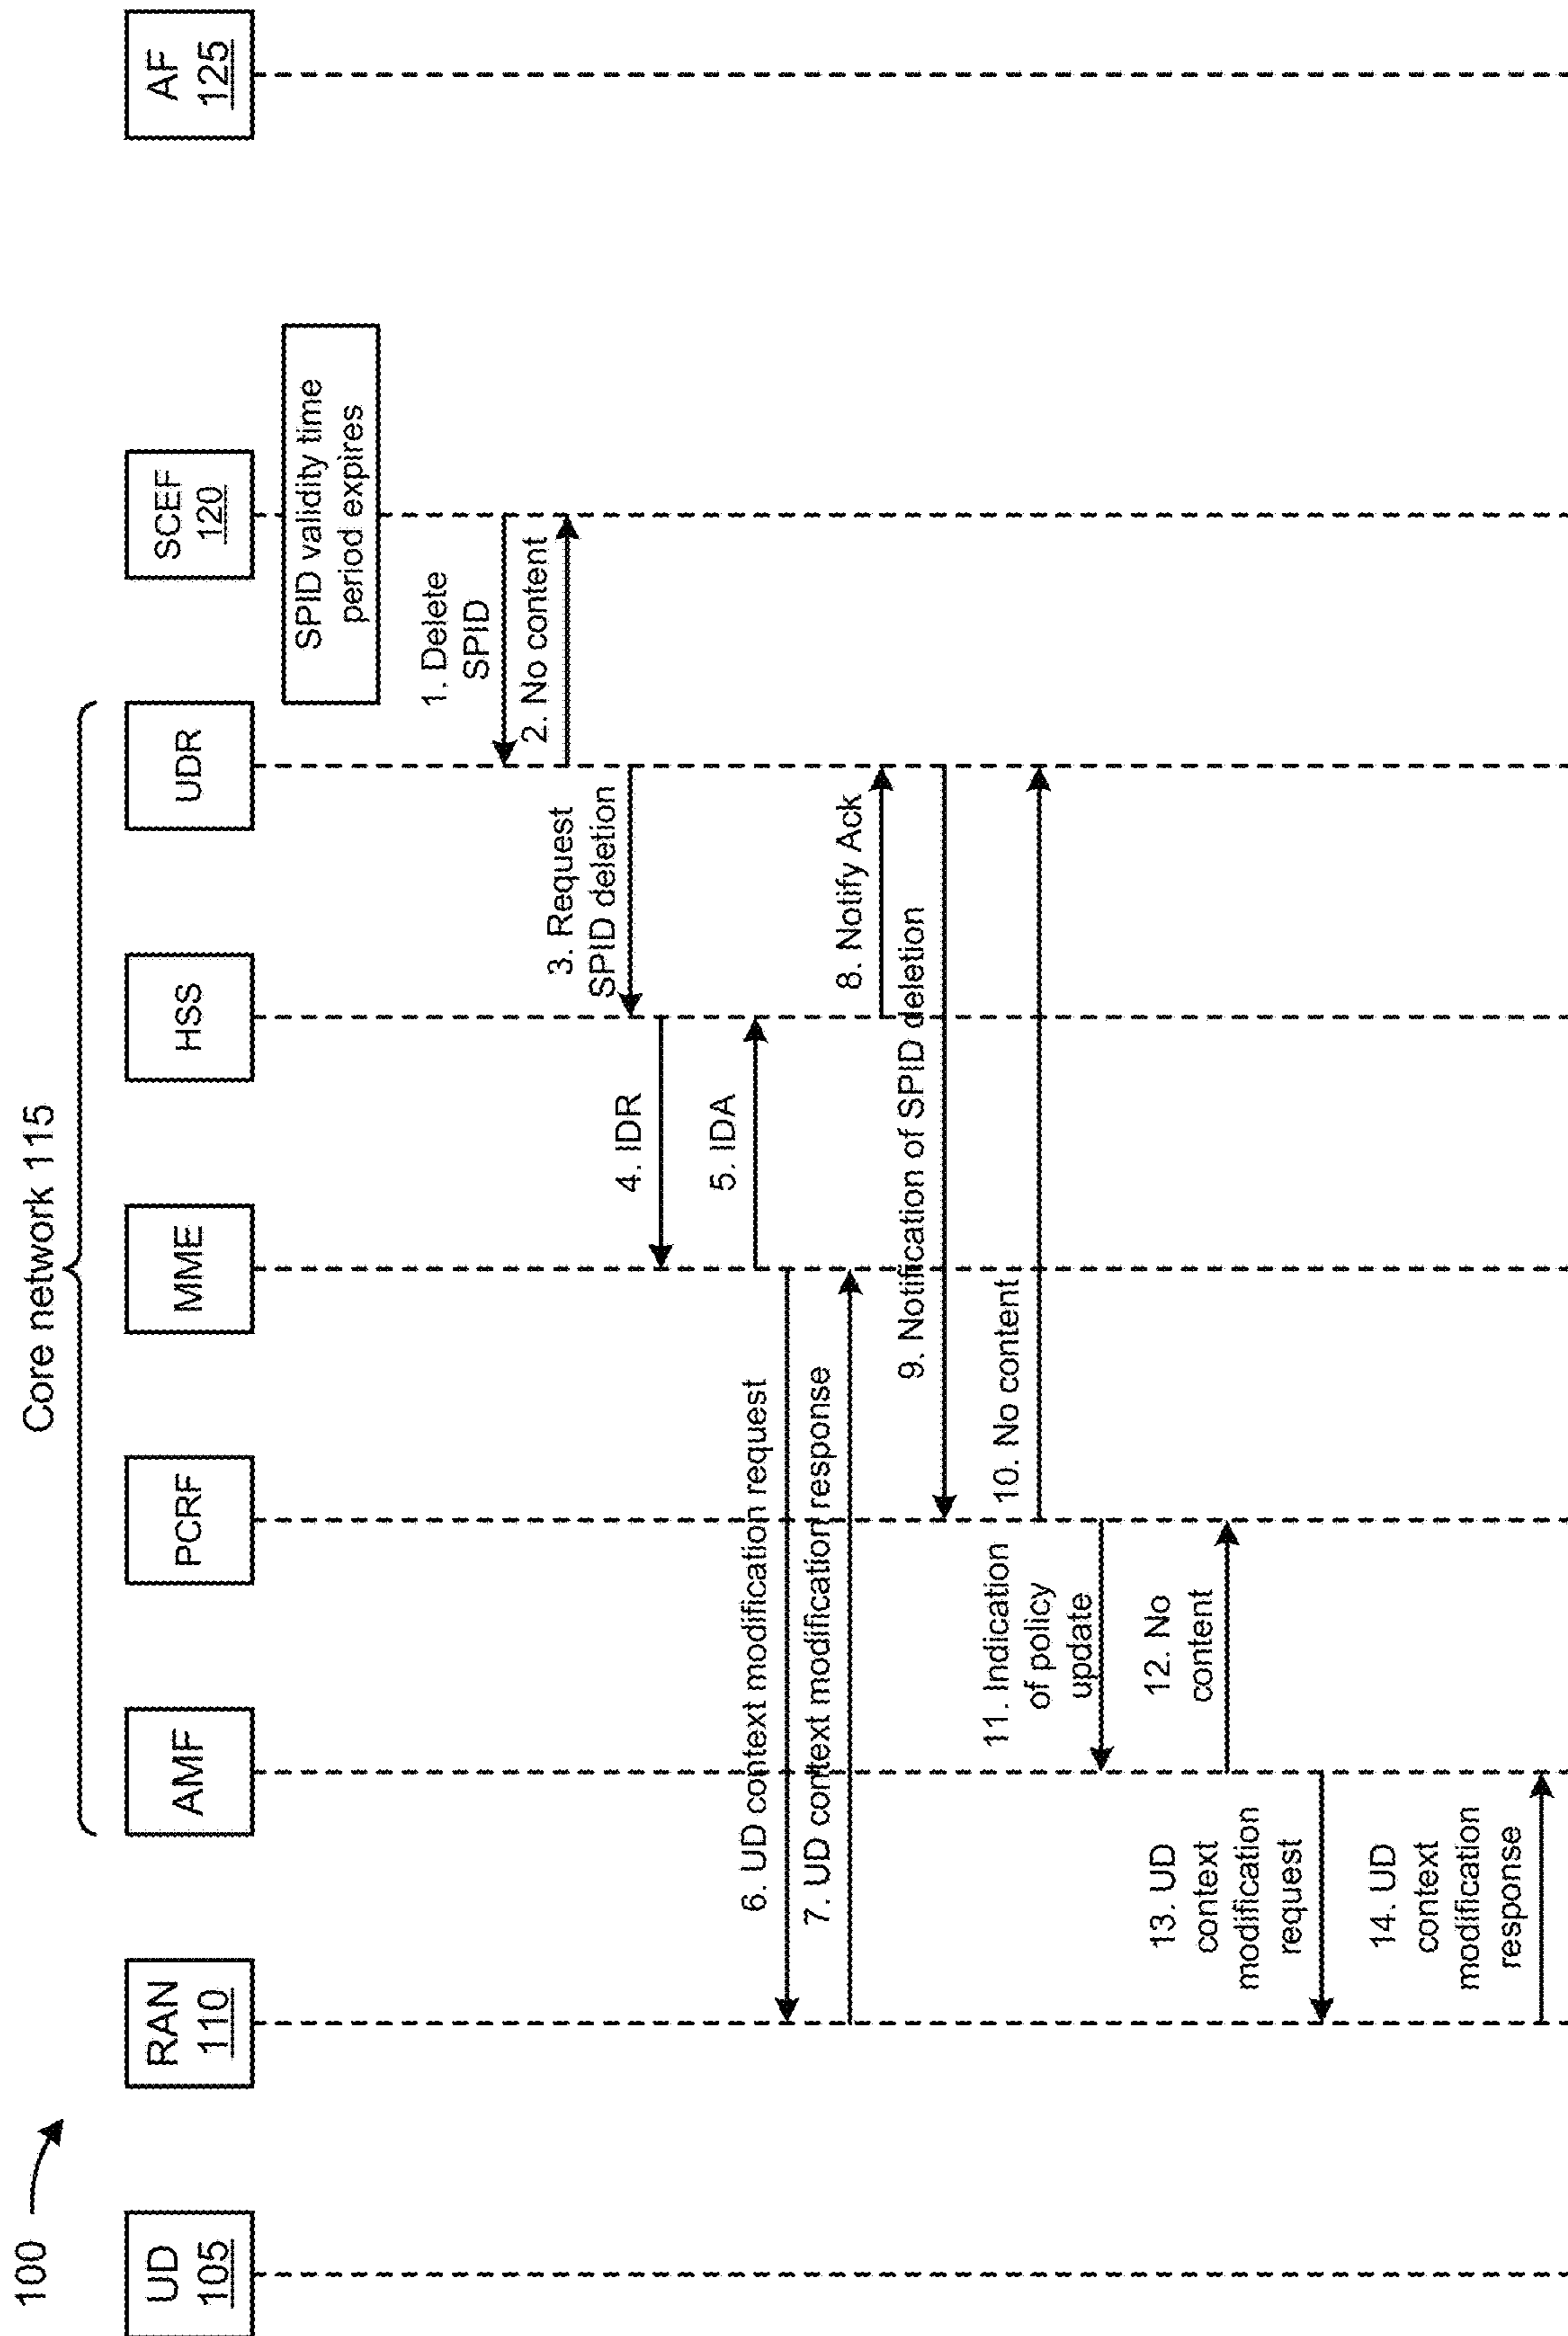 100
Core network 115
UD
105
RAN
110
AMF
PCRF
MME
HSS
UDR
SCEF
120
AF
125
SPID validity time
period expires
1. Delete
SPID
2. No content
3. Request
SPID deletion
4. IDR
5. IDA
6. UD context modification request
7. UD context modification response
8. Notify Ack
9. Notification of SPID deletion
10. No content
11. Indication
of policy
update
12. No
content
13. UD
context
modification
request
14. UD
context
modification
response